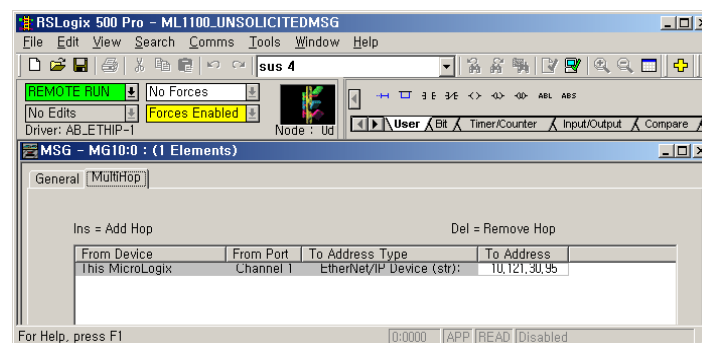 RSLogix 500 Pro - ML1100_UNSOLICITEDMSG
File Edit View Search Comms Tools Window Help
sus 4
REMOTE RUN No Forces
No Edits Forces Enabled
Driver: AB_ETHIP-1 Node : Ud
ABL ABS
User Bit Timer/Counter Input/Output Compare
MSG - MG10:0 : (1 Elements)
General MultiHop
Ins = Add Hop Del = Remove Hop
From Device From Port To Address Type To Address
This MicroLogix Channel 1 EtherNet/IP Device (str): 10,121,30,95
For Help, press F1 0:0000 APP READ Disabled